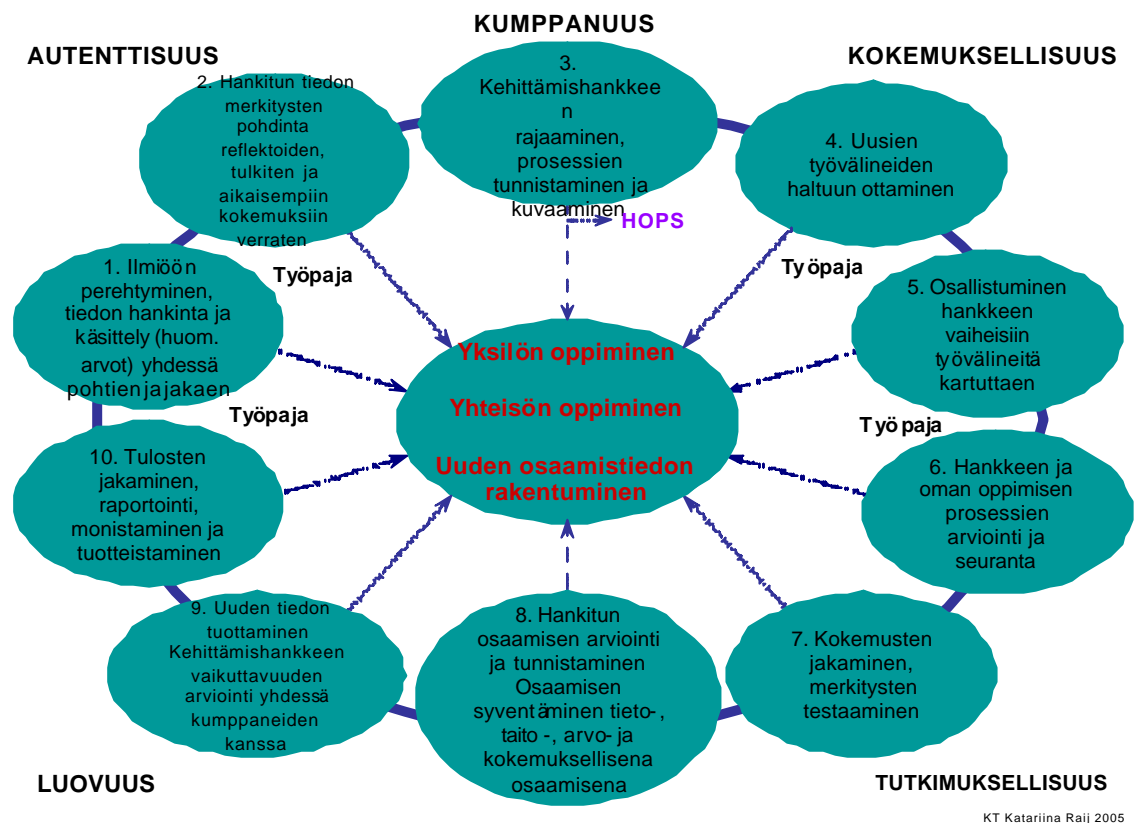 KUMPPANUUS
AUTENTTISUUS
KOKEMUKSELLISUUS
2. Hankitun tiedon
merkitysten
pohdinta
reflektoiden,
tulkiten ja
aikaisempiin
kokemuksiin
verraten
3.
Kehittämishankkee
n
rajaaminen,
prosessien
tunnistaminen ja
kuvaaminen
4. Uusien
työvälineiden
haltuun ottaminen
HOPS
1. Ilmiöön
perehtyminen,
tiedon hankinta ja
käsittely (huom.
arvot) yhdessä
pohtien ja jakaen
Työpaja
Työpaja
5. Osallistuminen
hankkeen
vaiheisiin
työvälineitä
kartuttaen
Yksilön oppiminen
Yhteisön oppiminen
Uuden osaamistiedon
rakentuminen
Työpaja
Työpaja
10. Tulosten
jakaminen,
raportointi,
monistaminen ja
tuotteistaminen
6. Hankkeen ja
oman oppimisen
prosessien
arviointi ja
seuranta
9. Uuden tiedon
tuottaminen
Kehittämishankkeen
vaikuttavuuden
arviointi yhdessä
kumppaneiden
kanssa
8. Hankitun
osaamisen arviointi
ja tunnistaminen
Osaamisen
syventäminen tieto-,
taito -, arvo- ja
kokemuksellisena
osaamisena
7. Kokemusten
jakaminen,
merkitysten
testaaminen
LUOVUUS
TUTKIMUKSELLISUUS
KT Katariina Raij 2005